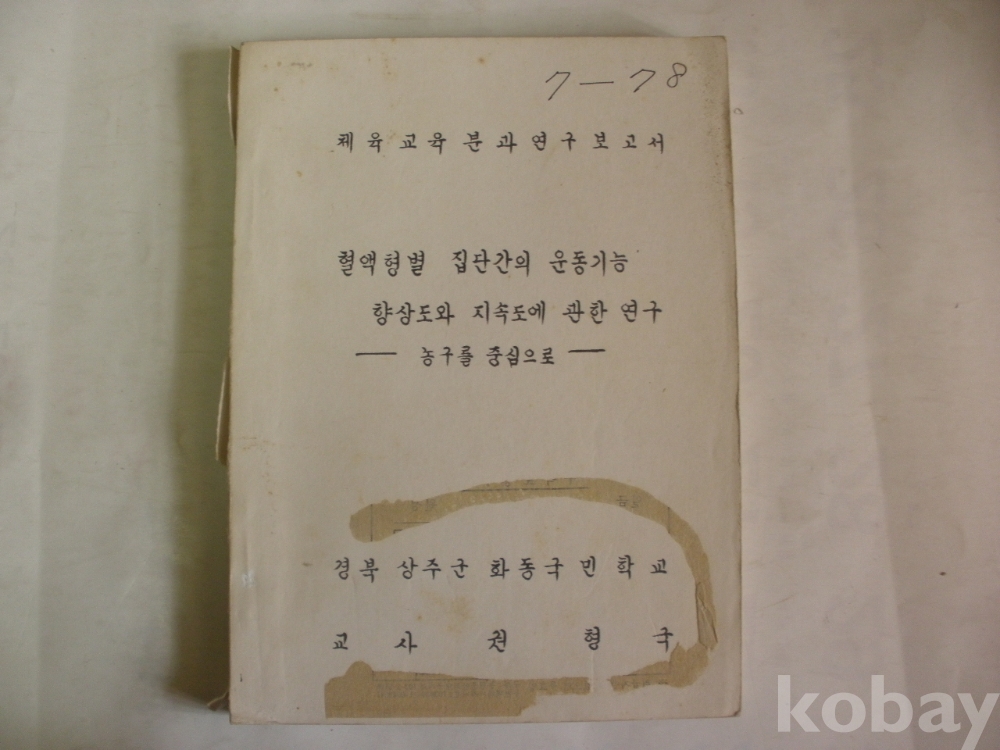 7-78
체육교육분과연구보고서
혈액형별 집단간의 운동기능
향상도와 지속도에 관한 연구
— 농구를 중심으로 —
경북 상주군 화동국민학교
교사 권형국
kobay